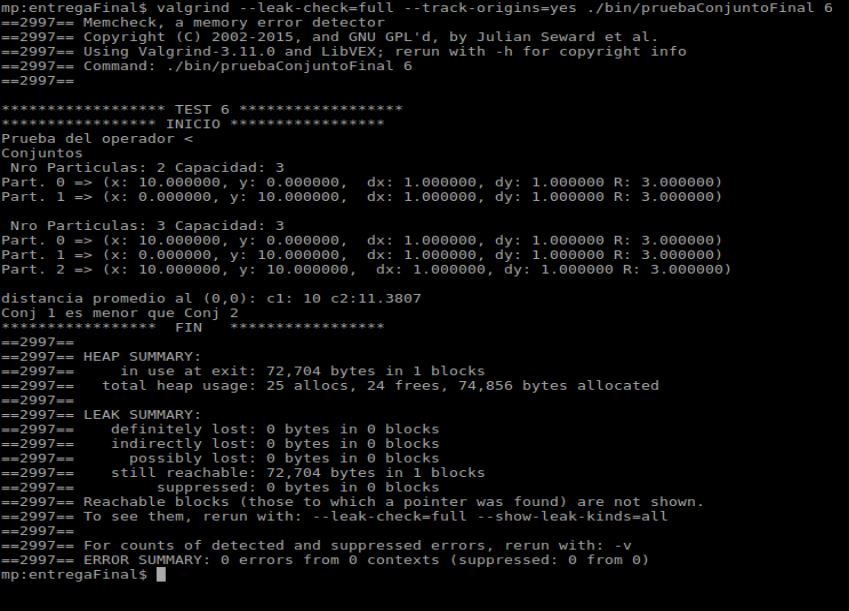 mp:entregaFinal$ valgrind --leak-check=full --track-origins=yes ./bin/pruebaConjuntoFinal 6
==2997== Memcheck, a memory error detector
==2997== Copyright (C) 2002-2015, and GNU GPL'd, by Julian Seward et al.
==2997== Using Valgrind-3.11.0 and LibVEX; rerun with -h for copyright info
==2997== Command: ./bin/pruebaConjuntoFinal 6
==2997==
****************** TEST 6 ******************
***************** INICIO *****************
Prueba del operador <
Conjuntos
 Nro Particulas: 2 Capacidad: 3
Part. 0 => (x: 10.000000, y: 0.000000,  dx: 1.000000, dy: 1.000000 R: 3.000000)
Part. 1 => (x: 0.000000, y: 10.000000,  dx: 1.000000, dy: 1.000000 R: 3.000000)
 Nro Particulas: 3 Capacidad: 3
Part. 0 => (x: 10.000000, y: 0.000000,  dx: 1.000000, dy: 1.000000 R: 3.000000)
Part. 1 => (x: 0.000000, y: 10.000000,  dx: 1.000000, dy: 1.000000 R: 3.000000)
Part. 2 => (x: 10.000000, y: 10.000000,  dx: 1.000000, dy: 1.000000 R: 3.000000)
distancia promedio al (0,0): c1: 10 c2:11.3807
Conj 1 es menor que Conj 2
*****************  FIN   *****************
==2997==
==2997== HEAP SUMMARY:
==2997==     in use at exit: 72,704 bytes in 1 blocks
==2997==   total heap usage: 25 allocs, 24 frees, 74,856 bytes allocated
==2997==
==2997== LEAK SUMMARY:
==2997==    definitely lost: 0 bytes in 0 blocks
==2997==    indirectly lost: 0 bytes in 0 blocks
==2997==      possibly lost: 0 bytes in 0 blocks
==2997==    still reachable: 72,704 bytes in 1 blocks
==2997==         suppressed: 0 bytes in 0 blocks
==2997== Reachable blocks (those to which a pointer was found) are not shown.
==2997== To see them, rerun with: --leak-check=full --show-leak-kinds=all
==2997==
==2997== For counts of detected and suppressed errors, rerun with: -v
==2997== ERROR SUMMARY: 0 errors from 0 contexts (suppressed: 0 from 0)
mp:entregaFinal$